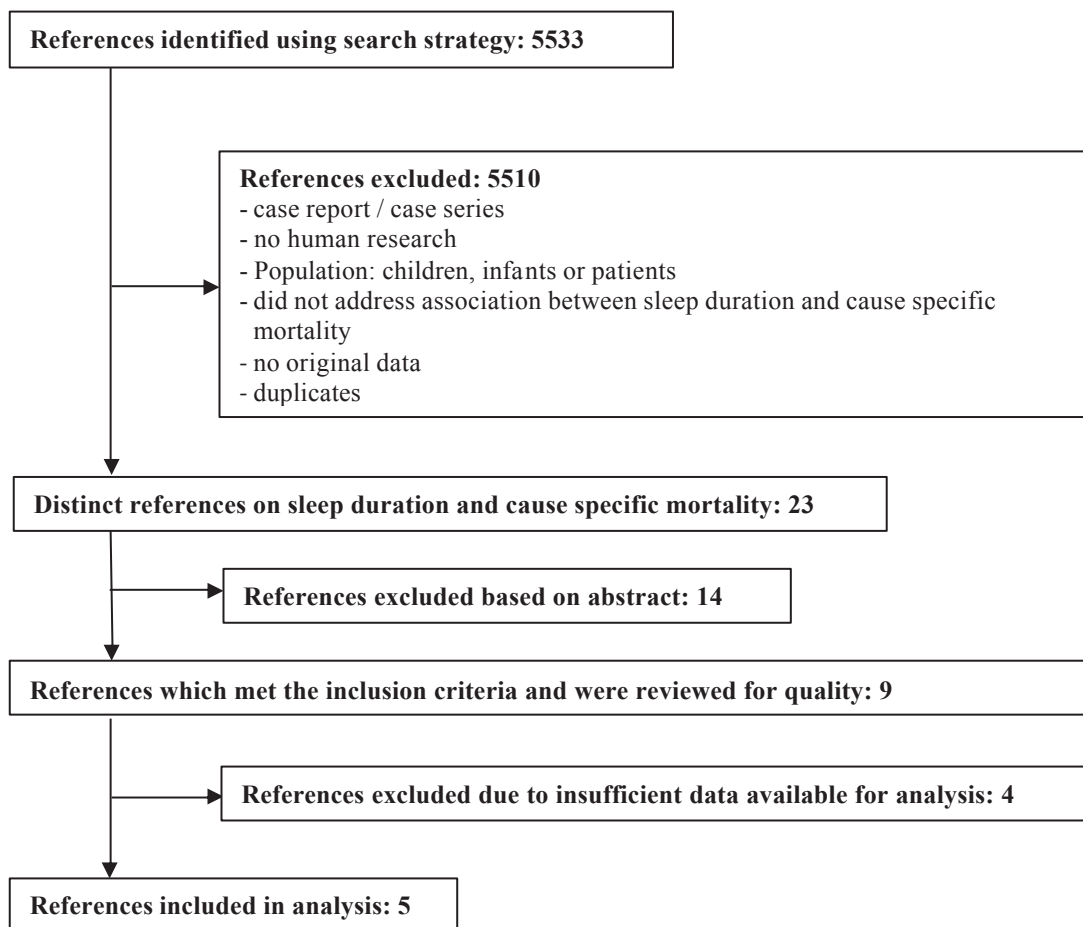 References identified using search strategy: 5533
References excluded: 5510
- case report / case series
- no human research
- Population: children, infants or patients
- did not address association between sleep duration and cause specific
mortality
- no original data
- duplicates
Distinct references on sleep duration and cause specific mortality: 23
References excluded based on abstract: 14
References which met the inclusion criteria and were reviewed for quality: 9
References excluded due to insufficient data available for analysis: 4
References included in analysis: 5